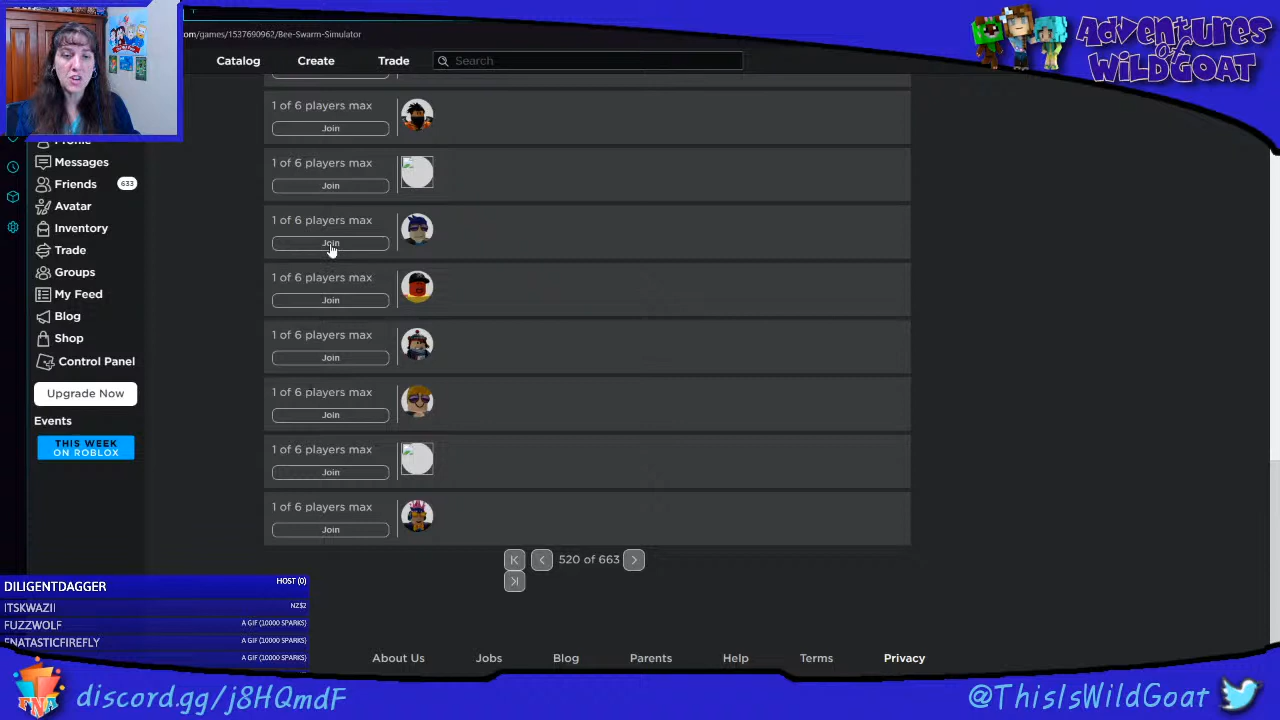 com/games/1537690962/Bee-Swarm-Simulator
Adventures
of
WildGoat
Catalog
Create
Trade
Search
Profile
Messages
Friends
633
Avatar
Inventory
Trade
Groups
My Feed
Blog
Shop
Control Panel
Upgrade Now
Events
THIS WEEK
ON ROBLOX
1 of 6 players max
Join
1 of 6 players max
Join
1 of 6 players max
Join
1 of 6 players max
Join
1 of 6 players max
Join
1 of 6 players max
Join
1 of 6 players max
Join
1 of 6 players max
Join
520 of 663
DILIGENTDAGGER HOST (0)
ITSKWAZII NZ$2
FUZZWOLF A GIF (10000 SPARKS)
FNATASTICFIREFLY A GIF (10000 SPARKS)
A GIF (10000 SPARKS)
About Us
Jobs
Blog
Parents
Help
Terms
Privacy
FNA
discord.gg/j8HQmdF
@ThisIsWildGoat